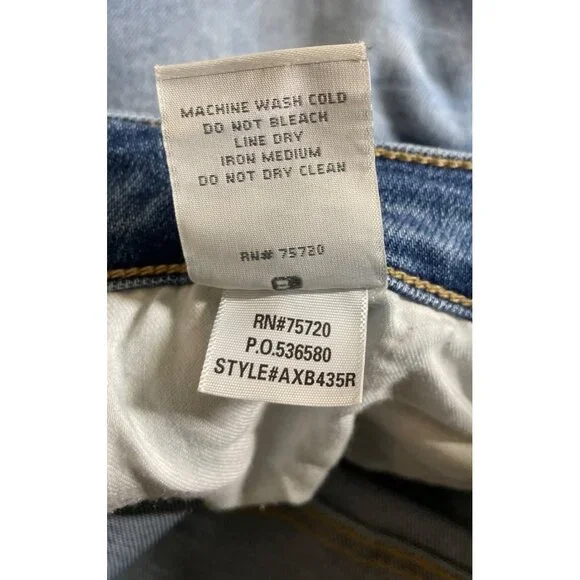 MACHINE WASH COLD
DO NOT BLEACH
LINE DRY
IRON MEDIUM
DO NOT DRY CLEAN
RN# 75720
RN#75720
P.O.536580
STYLE#AXB435R